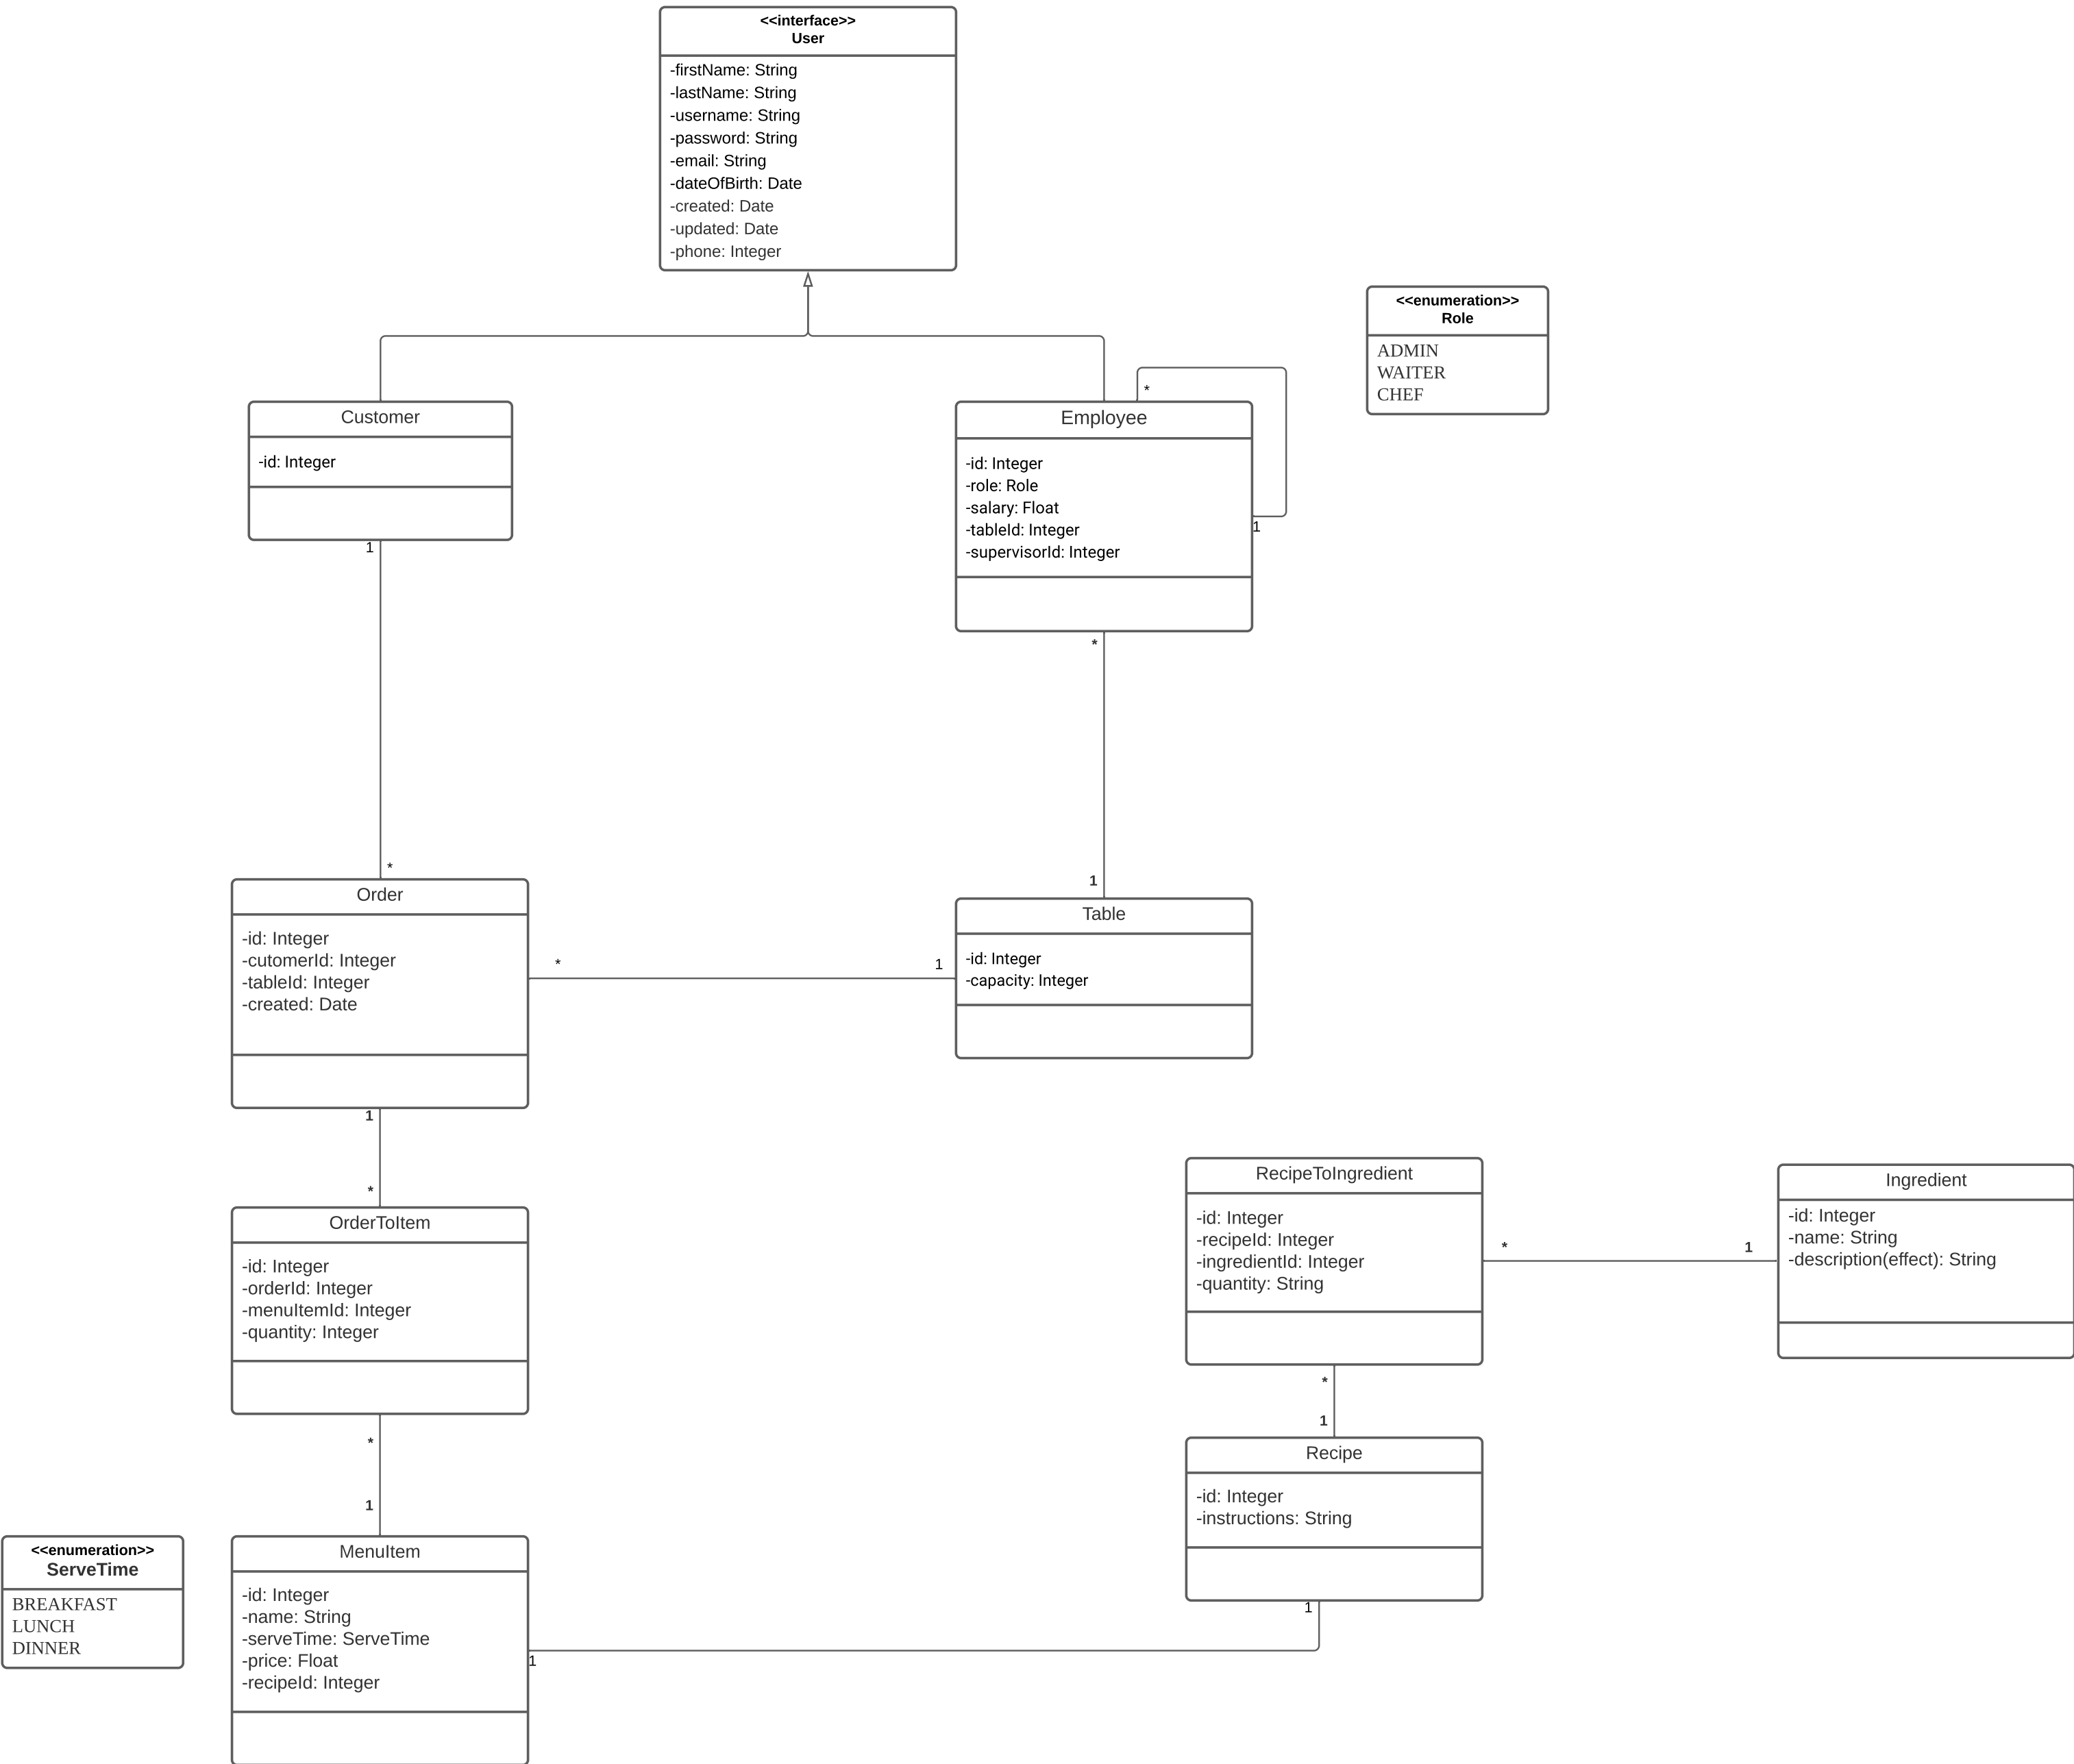 <<interface>>
User
-firstName: String
-lastName: String
-username: String
-password: String
-email: String
-dateOfBirth: Date
-created: Date
-updated: Date
-phone: Integer
<<enumeration>>
Role
ADMIN
WAITER
CHEF
Customer
-id: Integer
1
*
Employee
-id: Integer
-role: Role
-salary: Float
-tableId: Integer
-supervisorId: Integer
1
*
*
1
*
Order
-id: Integer
-cutomerId: Integer
-tableId: Integer
-created: Date
*
1
Table
-id: Integer
-capacity: Integer
1
*
OrderToItem
-id: Integer
-orderId: Integer
-menuItemId: Integer
-quantity: Integer
*
1
RecipeToIngredient
-id: Integer
-recipeId: Integer
-ingredientId: Integer
-quantity: String
*
1
Ingredient
-id: Integer
-name: String
-description(effect): String
*
1
Recipe
-id: Integer
-instructions: String
1
<<enumeration>>
ServeTime
BREAKFAST
LUNCH
DINNER
MenuItem
-id: Integer
-name: String
-serveTime: ServeTime
-price: Float
-recipeId: Integer
1